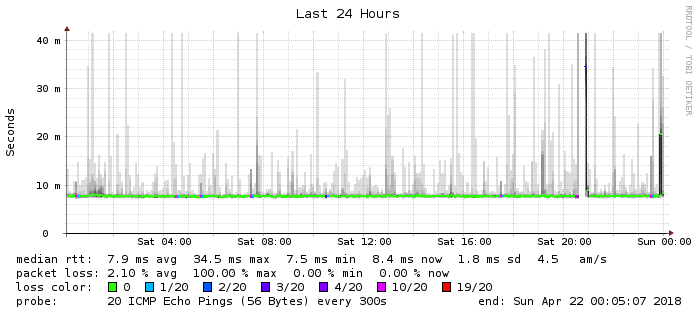 Last 24 Hours
RRDTOOL / TOBI OETIKER
Seconds
40 m
30 m
20 m
10 m
0
Sat 04:00 Sat 08:00 Sat 12:00 Sat 16:00 Sat 20:00 Sun 00:00
median rtt: 7.9 ms avg 34.5 ms max 7.5 ms min 8.4 ms now 1.8 ms sd 4.5 am/s
packet loss: 2.10 % avg 100.00 % max 0.00 % min 0.00 % now
loss color: 0 1/20 2/20 3/20 4/20 10/20 19/20
probe: 20 ICMP Echo Pings (56 Bytes) every 300s end: Sun Apr 22 00:05:07 2018